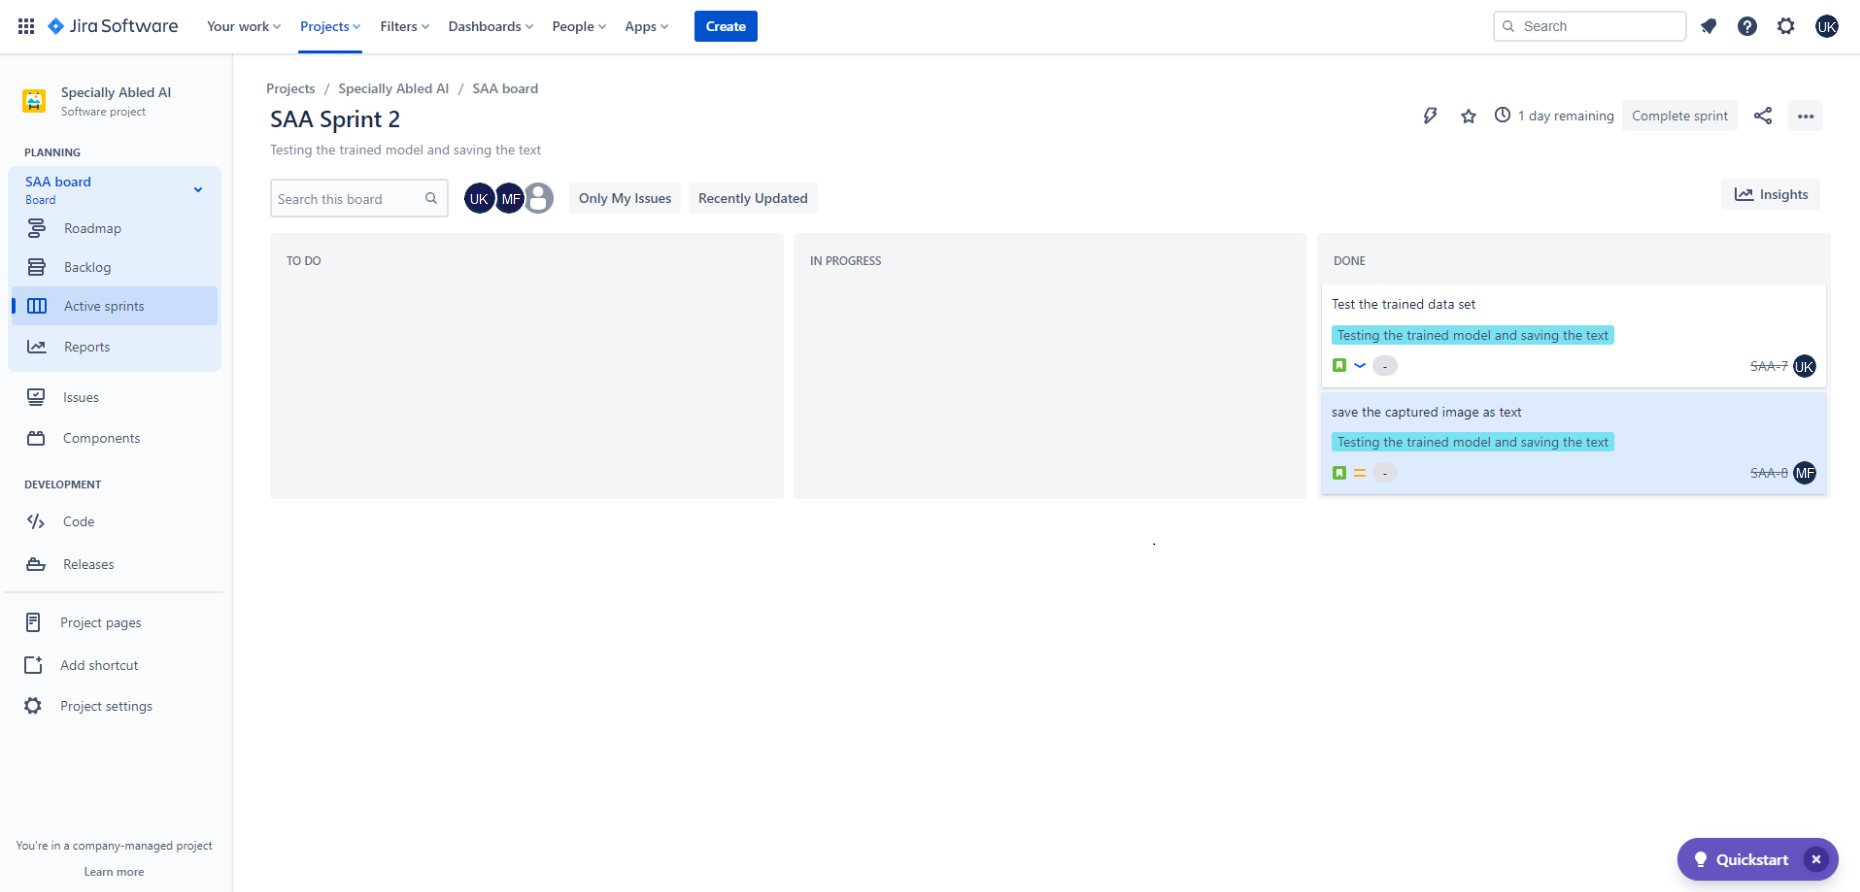 Jira Software
Your work
Projects
Filters
Dashboards
People
Apps
Create
Search
UK
Specially Abled AI
Software project
PLANNING
SAA board
Board
Roadmap
Backlog
Active sprints
Reports
Issues
Components
DEVELOPMENT
Code
Releases
Project pages
Add shortcut
Project settings
You're in a company-managed project
Learn more
Projects / Specially Abled AI / SAA board
SAA Sprint 2
Testing the trained model and saving the text
1 day remaining
Complete sprint
Search this board
UK
MF
Only My Issues
Recently Updated
Insights
TO DO
IN PROGRESS
DONE
Test the trained data set
Testing the trained model and saving the text
-
SAA-7
UK
save the captured image as text
Testing the trained model and saving the text
-
SAA-8
MF
Quickstart